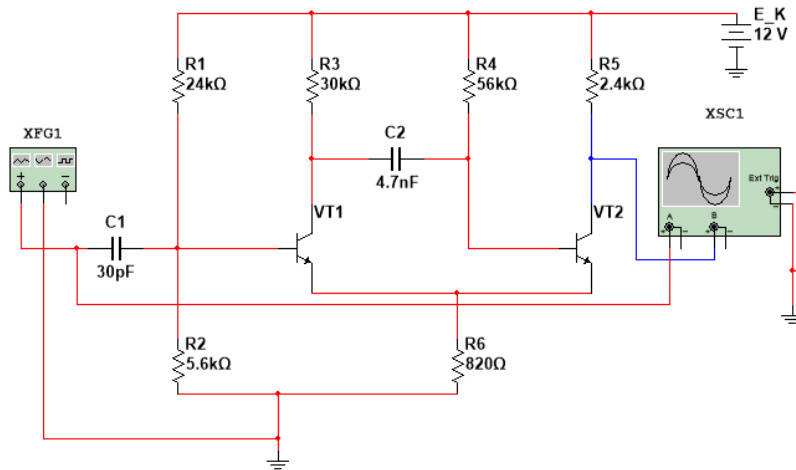 E_K
12 V
R1
24kΩ
R3
30kΩ
R4
56kΩ
R5
2.4kΩ
XFG1
+
−
C2
4.7nF
XSC1
Ext Trig
+
−
A
B
+
−
+
−
C1
30pF
VT1
VT2
R2
5.6kΩ
R6
820Ω